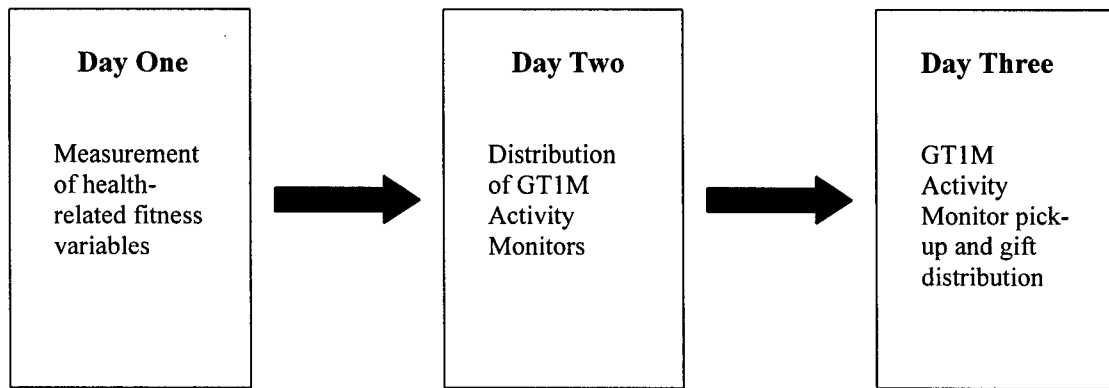 Day One
Measurement
of health-
related fitness
variables
Day Two
Distribution
of GT1M
Activity
Monitors
Day Three
GT1M
Activity
Monitor pick-
up and gift
distribution